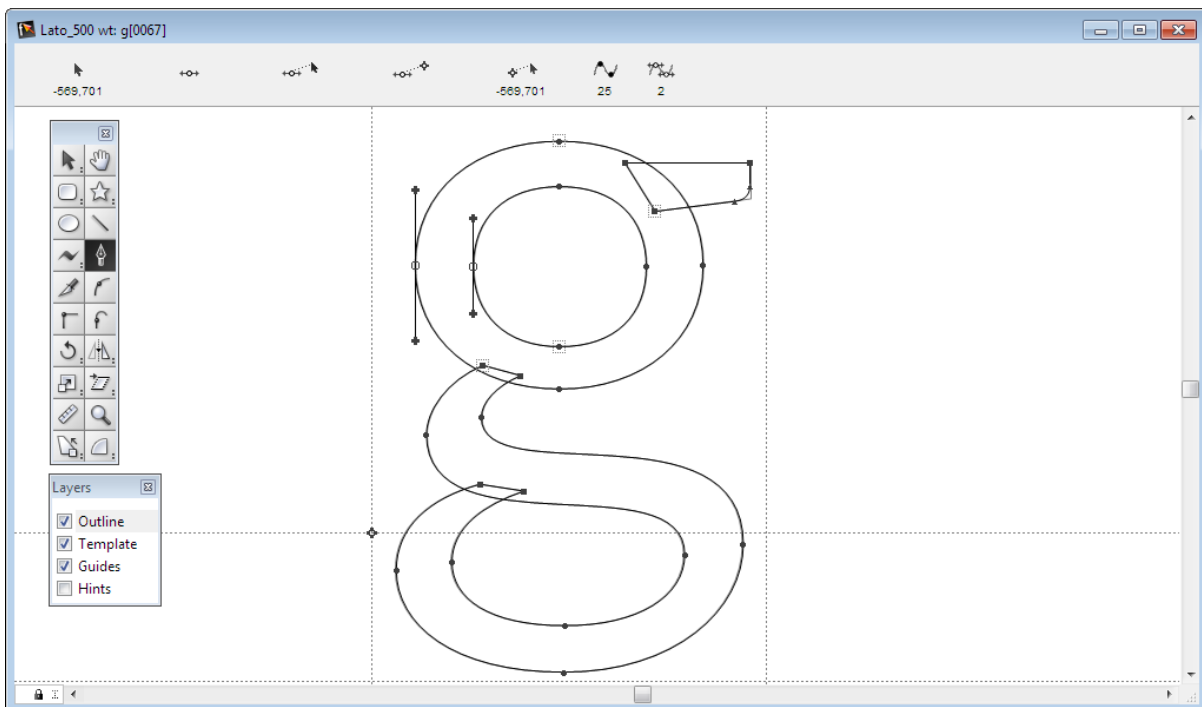 Lato_500 wt: g[0067]
-569,701
-569,701
25
2
Layers
Outline
Template
Guides
Hints